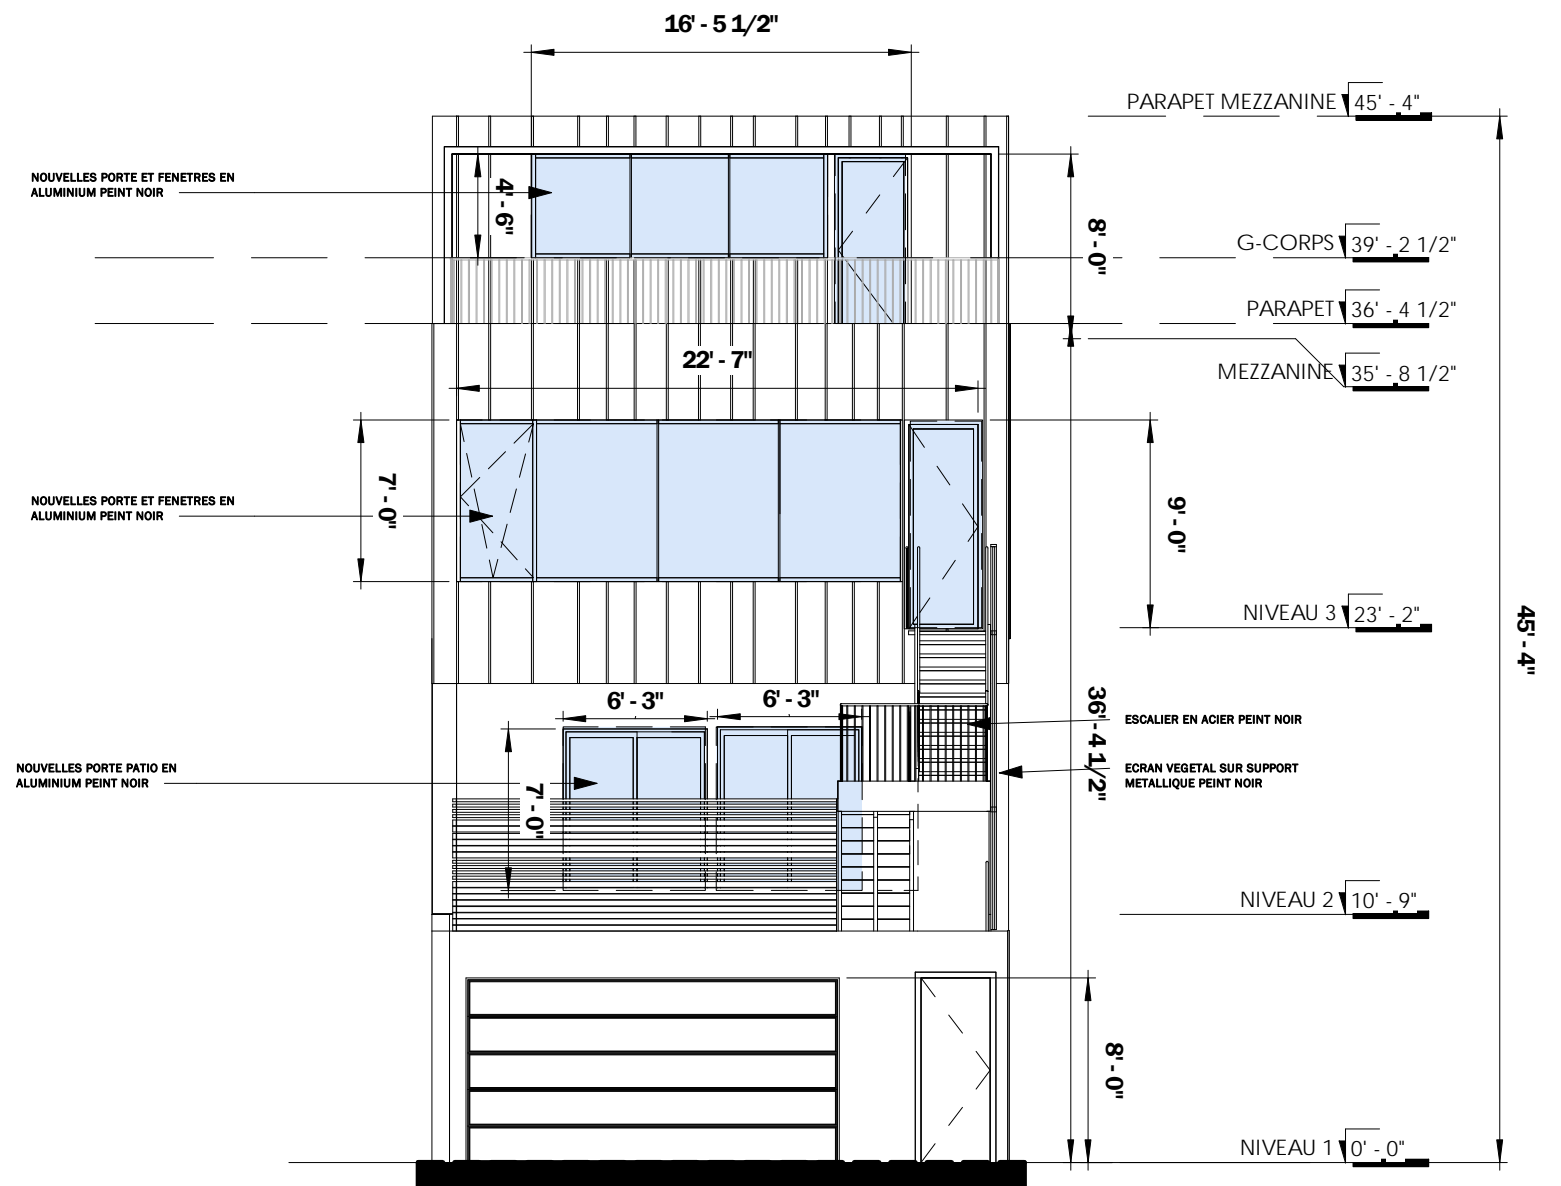 16' - 5 1/2"
PARAPET MEZZANINE 45' - 4"
NOUVELLES PORTE ET FENETRES EN
ALUMINIUM PEINT NOIR
4' - 6"
8' - 0"
G-CORPS 39' - 2 1/2"
PARAPET 36' - 4 1/2"
22' - 7"
MEZZANINE 35' - 8 1/2"
NOUVELLES PORTE ET FENETRES EN
ALUMINIUM PEINT NOIR
7' - 0"
9' - 0"
NIVEAU 3 23' - 2"
45' - 4"
6' - 3"
6' - 3"
36' - 4 1/2"
ESCALIER EN ACIER PEINT NOIR
NOUVELLES PORTE PATIO EN
ALUMINIUM PEINT NOIR
7' - 0"
ECRAN VEGETAL SUR SUPPORT
METALLIQUE PEINT NOIR
NIVEAU 2 10' - 9"
8' - 0"
NIVEAU 1 0' - 0"